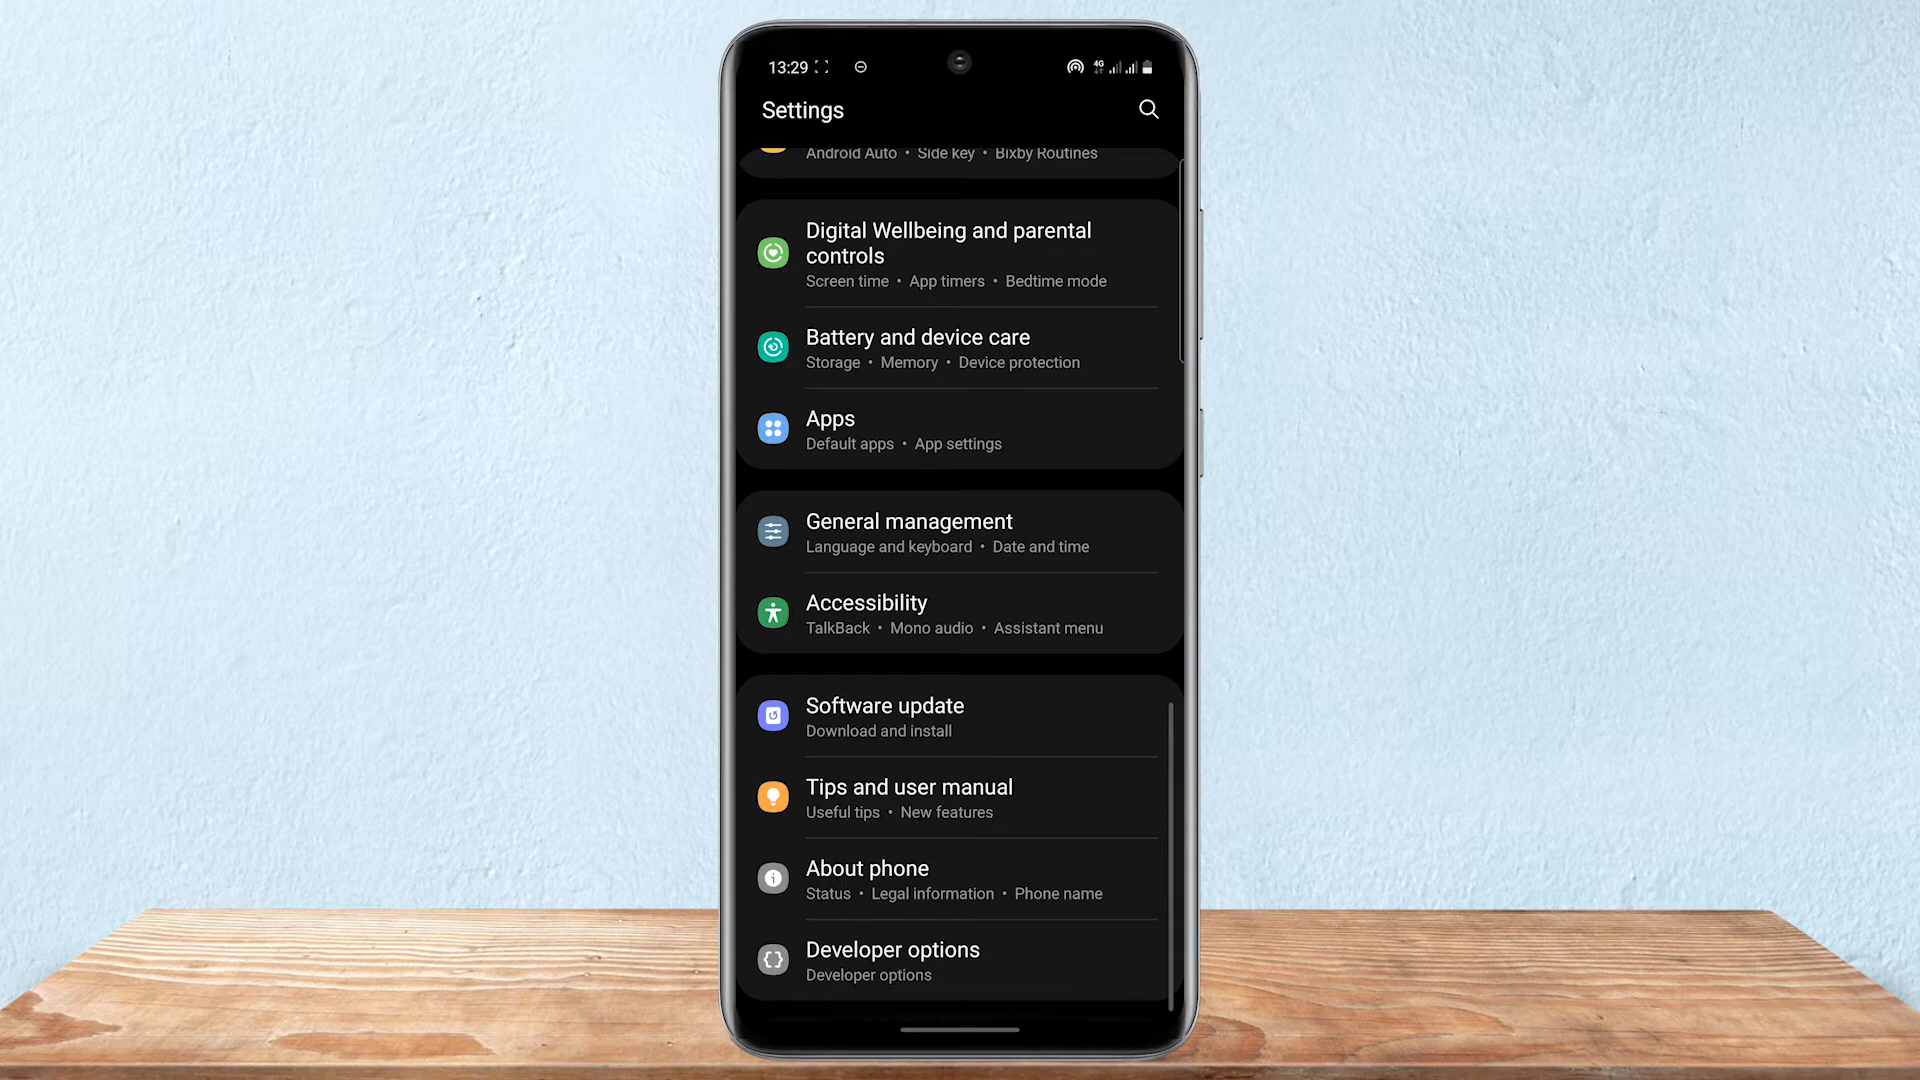 13:29
4G
Settings
Android Auto • Side key • Bixby Routines
Digital Wellbeing and parental
controls
Screen time • App timers • Bedtime mode
Battery and device care
Storage • Memory • Device protection
Apps
Default apps • App settings
General management
Language and keyboard • Date and time
Accessibility
TalkBack • Mono audio • Assistant menu
Software update
Download and install
Tips and user manual
Useful tips • New features
About phone
Status • Legal information • Phone name
Developer options
Developer options